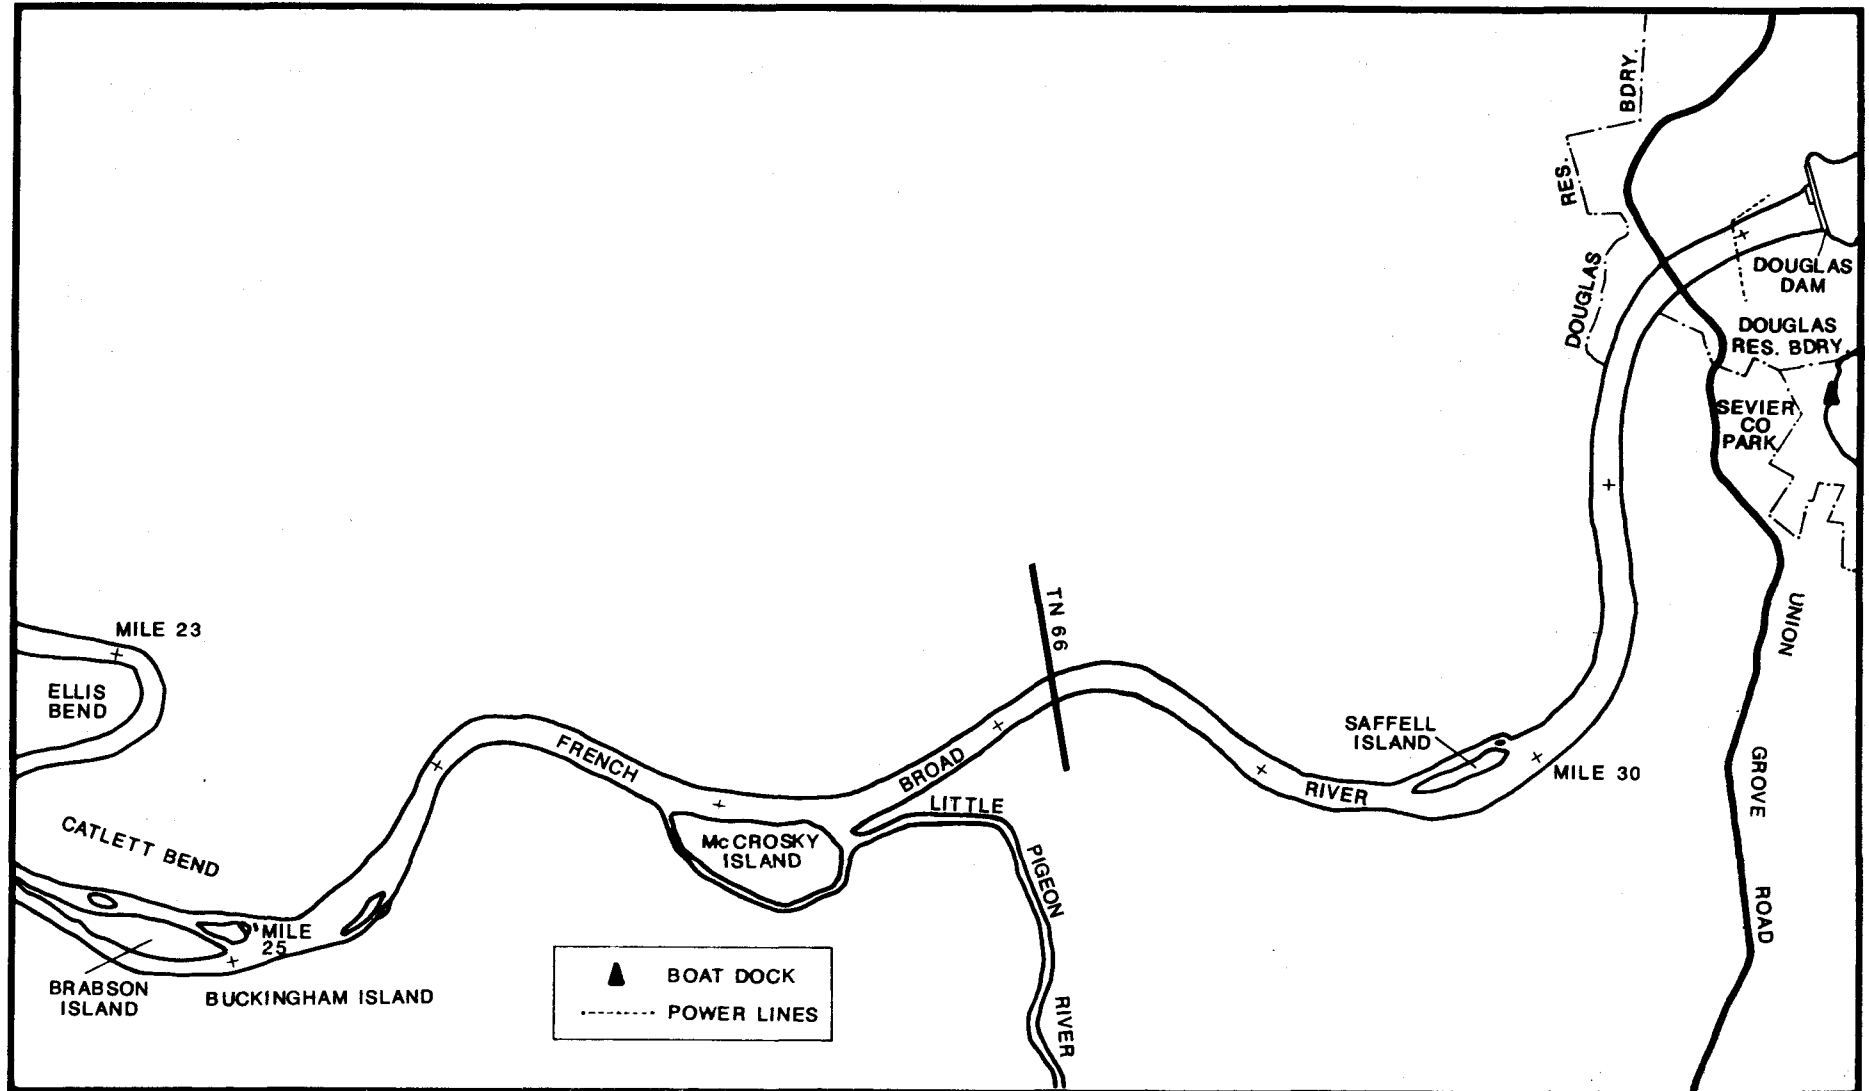 BDRY.
RES.
DOUGLAS
DOUGLAS
DAM
DOUGLAS
RES. BDRY.
SEVIER
CO
PARK
UNION
GROVE
ROAD
TN 66
MILE 23
ELLIS
BEND
FRENCH
BROAD
RIVER
SAFFELL
ISLAND
MILE 30
LITTLE
PIGEON
RIVER
McCROSKY
ISLAND
CATLETT BEND
MILE
25
BRABSON
ISLAND
BUCKINGHAM ISLAND
BOAT DOCK
POWER LINES